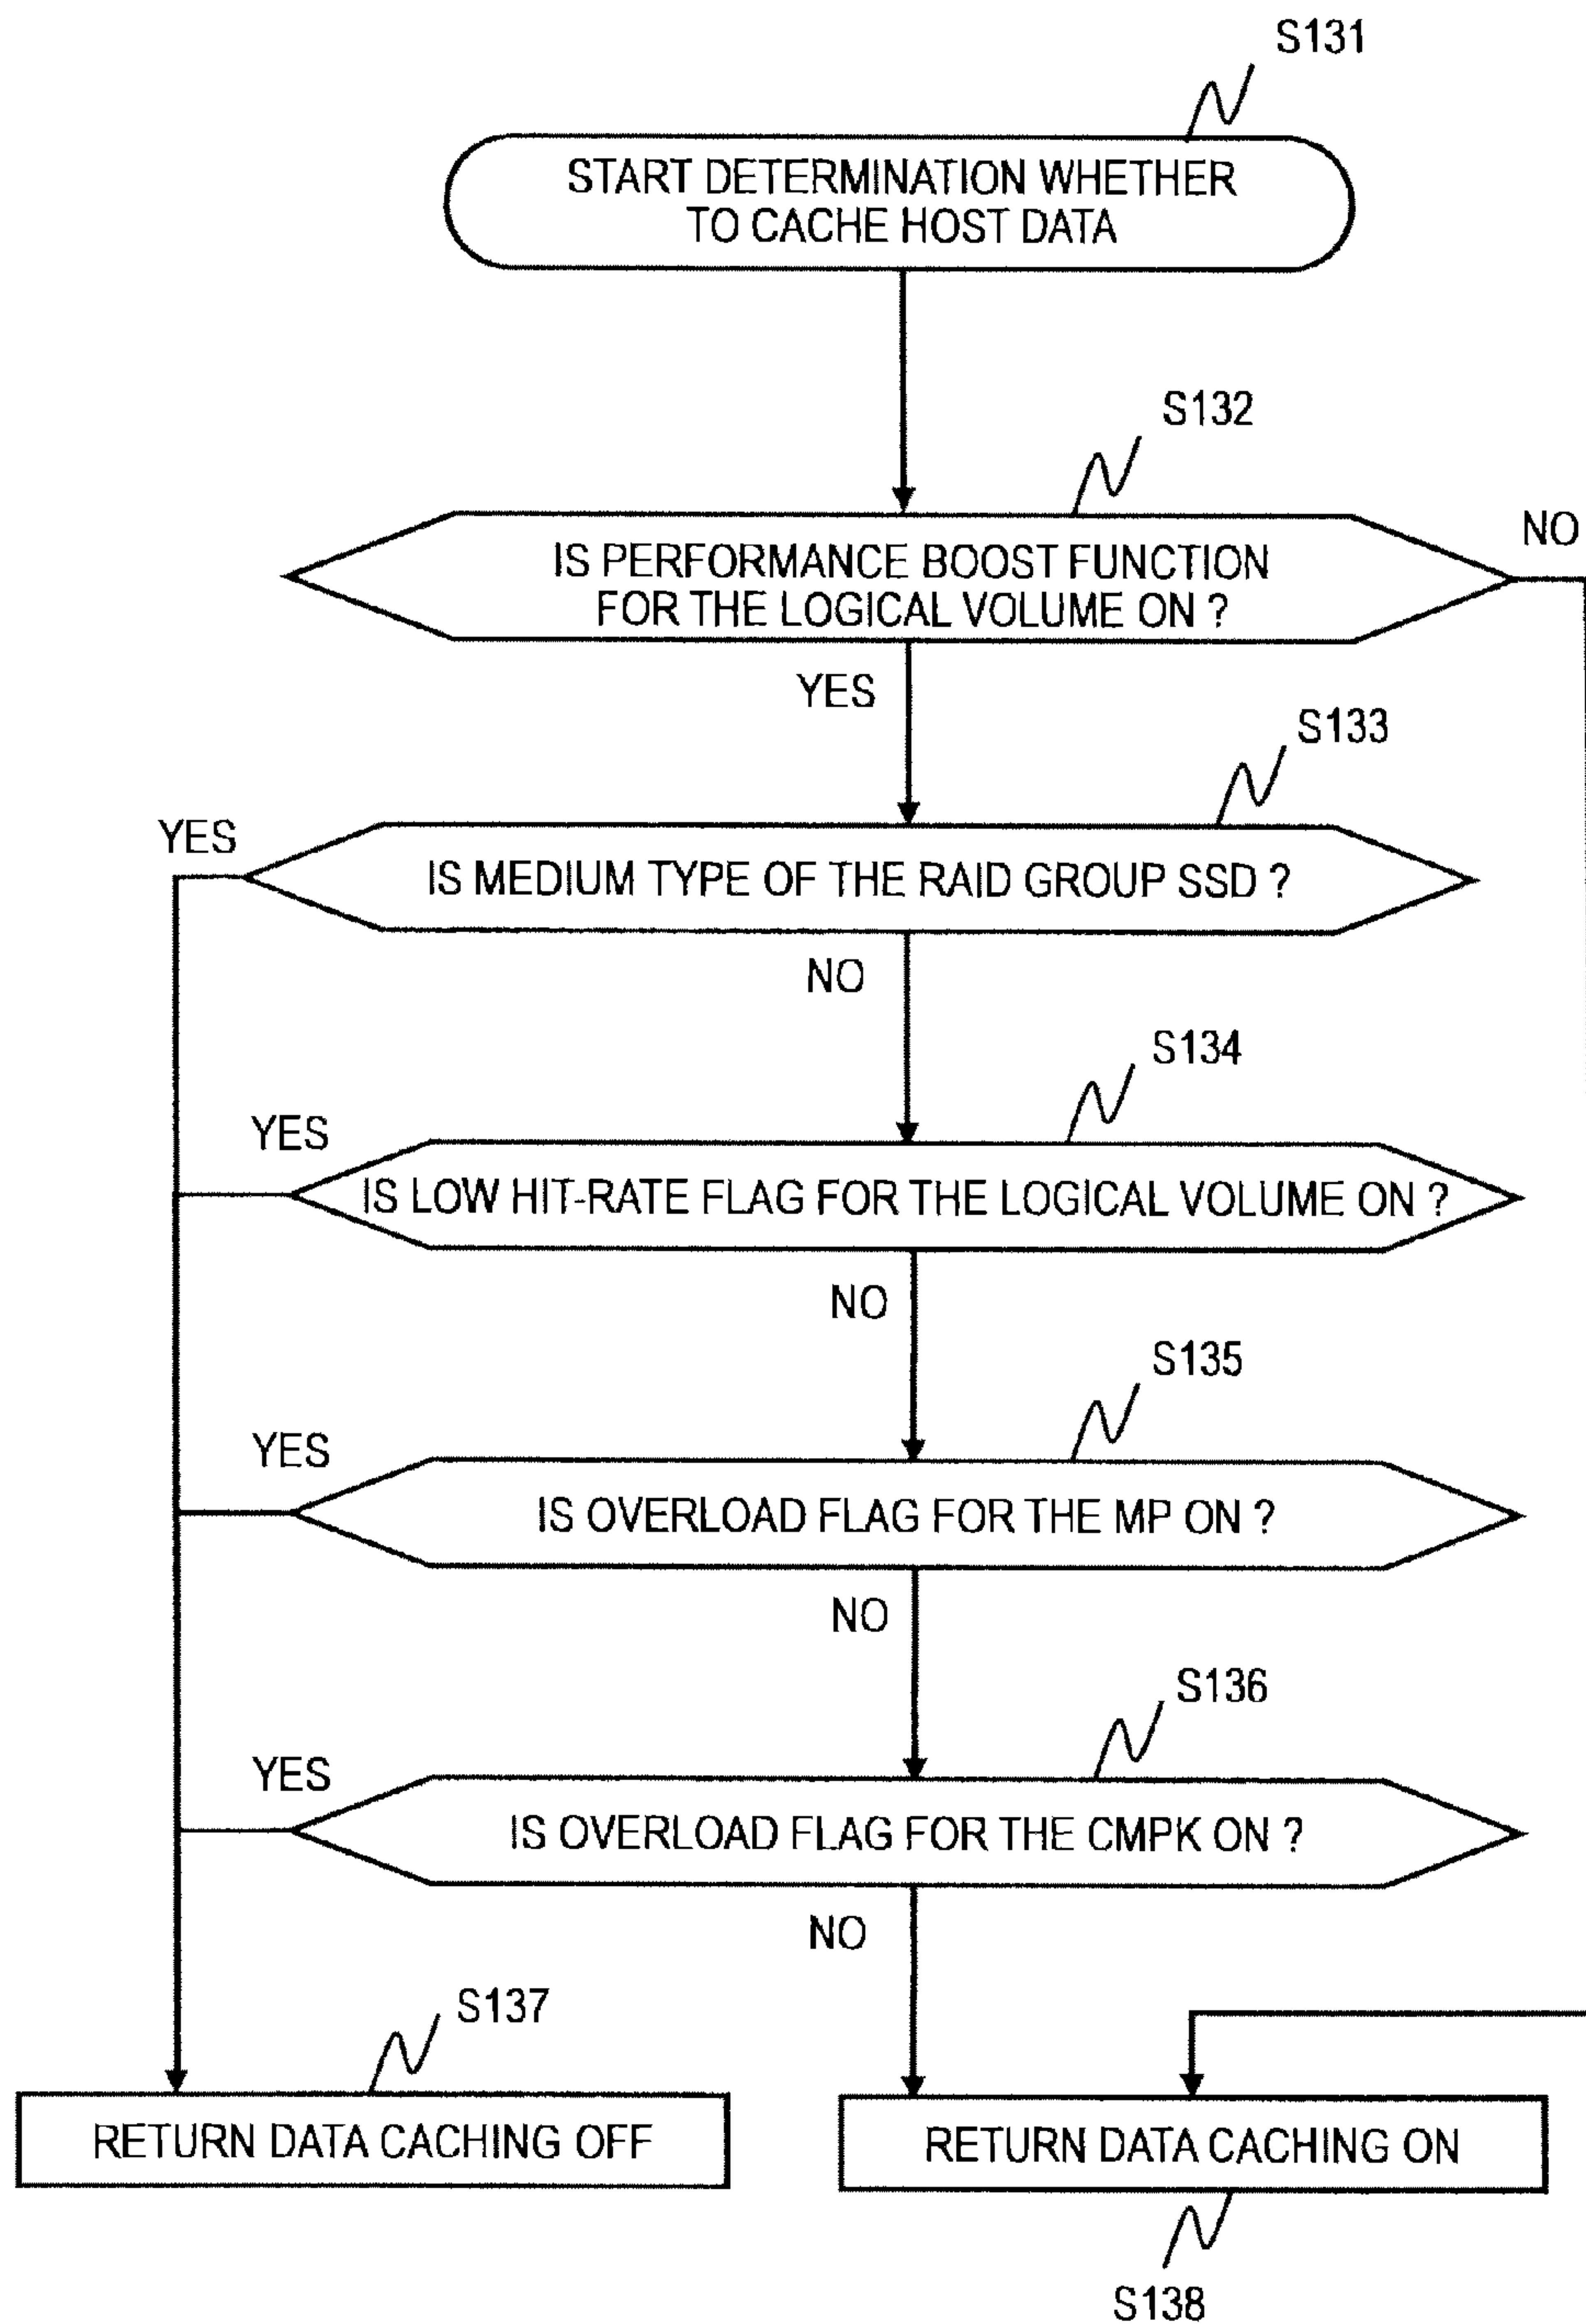 S131
START DETERMINATION WHETHER
TO CACHE HOST DATA
S132
IS PERFORMANCE BOOST FUNCTION
FOR THE LOGICAL VOLUME ON ?
NO
YES
S133
YES
IS MEDIUM TYPE OF THE RAID GROUP SSD ?
NO
S134
YES
IS LOW HIT-RATE FLAG FOR THE LOGICAL VOLUME ON ?
NO
S135
YES
IS OVERLOAD FLAG FOR THE MP ON ?
NO
S136
YES
IS OVERLOAD FLAG FOR THE CMPK ON ?
NO
S137
RETURN DATA CACHING OFF
RETURN DATA CACHING ON
S138